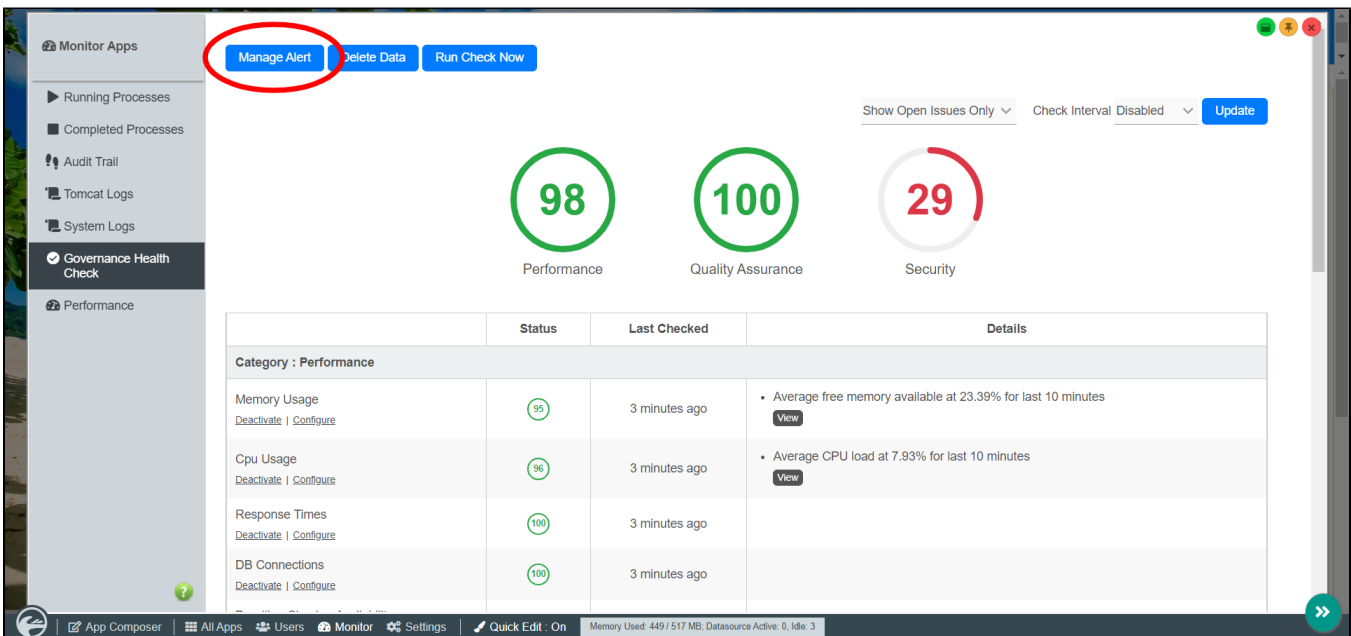 Monitor Apps
Running Processes
Completed Processes
Audit Trail
Tomcat Logs
System Logs
Governance Health
Check
Performance
?
Manage Alert Delete Data Run Check Now
Show Open Issues Only Check Interval Disabled Update
98 100 29
Performance Quality Assurance Security
Status Last Checked Details
Category : Performance
Memory Usage
Deactivate | Configure
95 3 minutes ago
• Average free memory available at 23.39% for last 10 minutes
View
Cpu Usage
Deactivate | Configure
96 3 minutes ago
• Average CPU load at 7.93% for last 10 minutes
View
Response Times
Deactivate | Configure
100 3 minutes ago
DB Connections
Deactivate | Configure
100 3 minutes ago
App Composer | All Apps Users Monitor Settings | Quick Edit : On Memory Used: 449 / 517 MB; Datasource Active: 0, Idle: 3